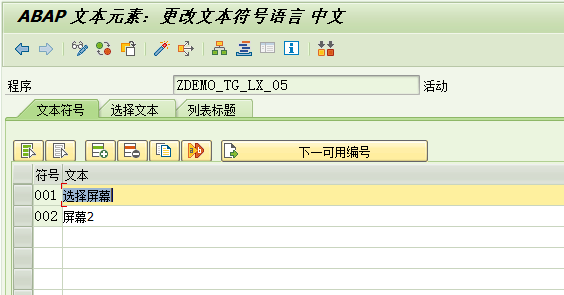 ABAP 文本元素：更改文本符号语言 中文
程序 ZDEMO_TG_LX_05 活动
文本符号 选择文本 列表标题
下一可用编号
符号 文本
001 选择屏幕
002 屏幕2